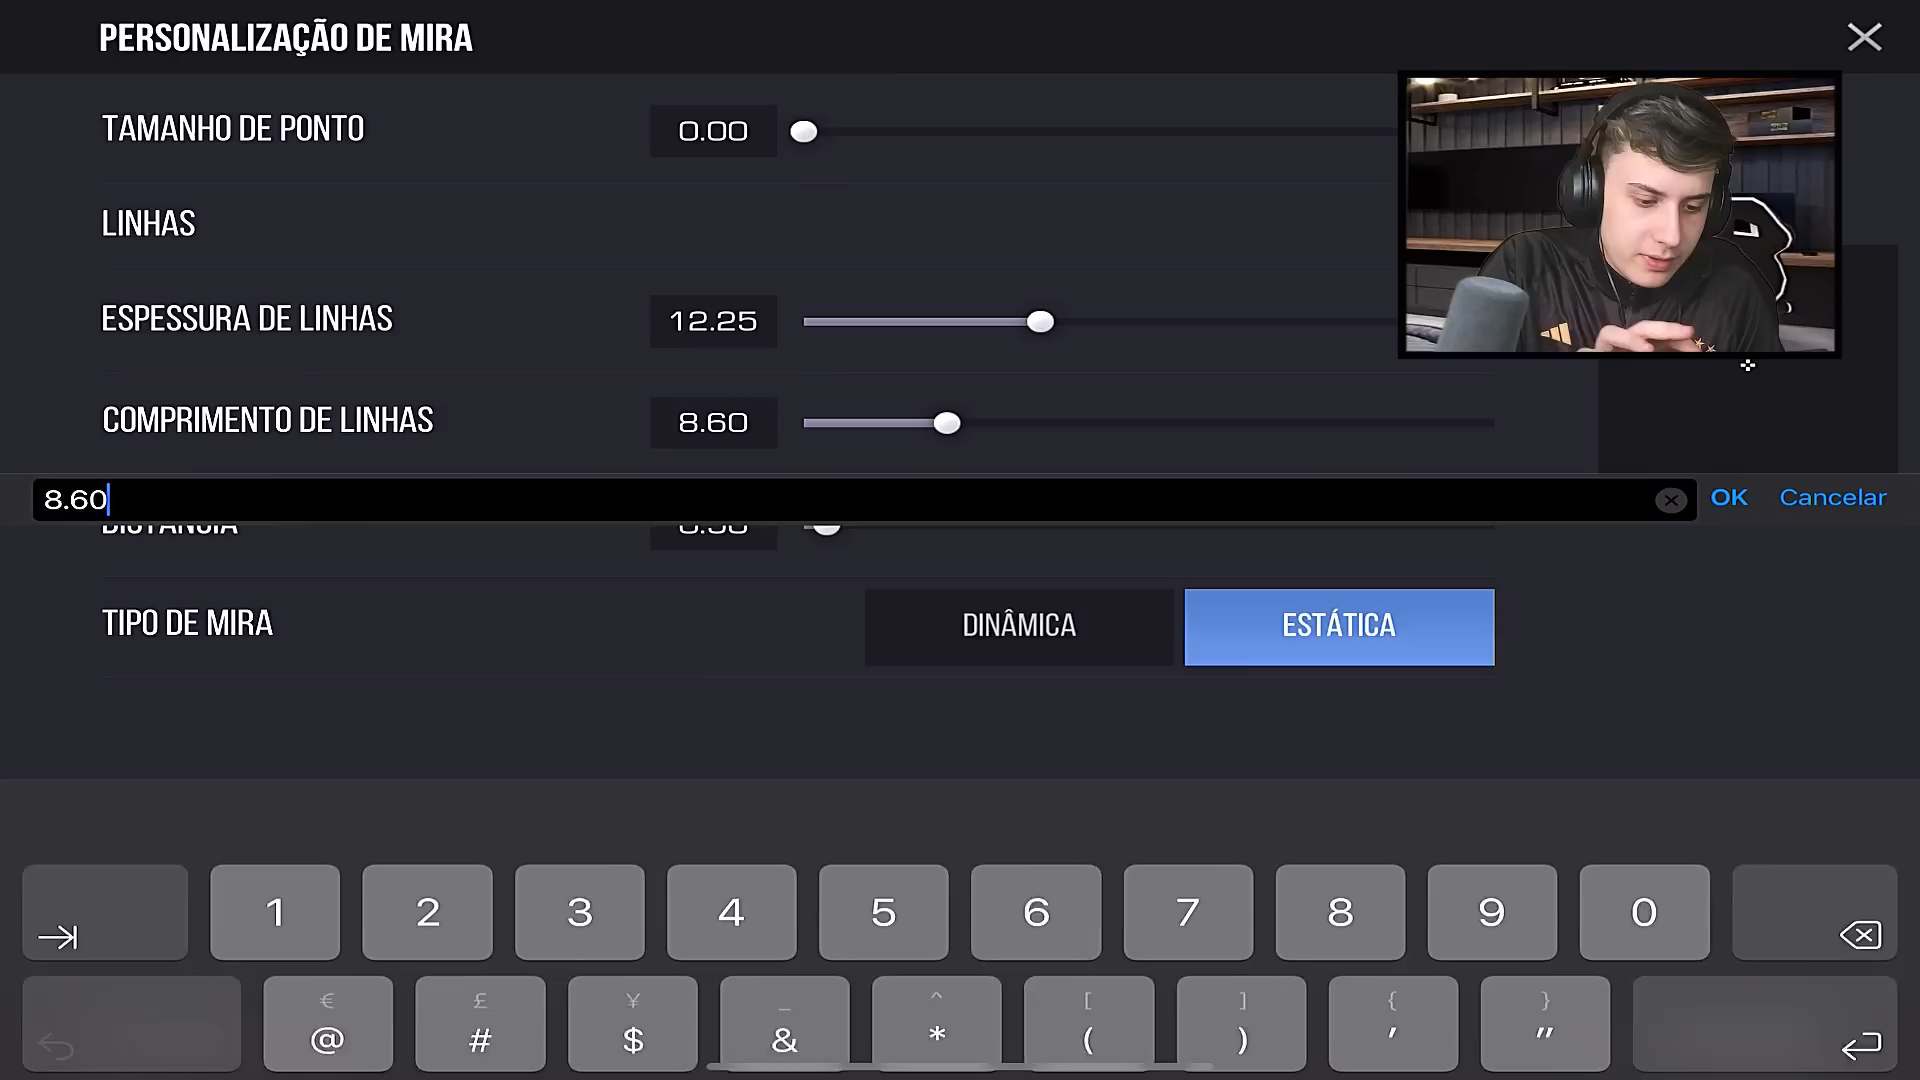 PERSONALIZAÇÃO DE MIRA
TAMANHO DE PONTO 0.00
LINHAS
ESPESSURA DE LINHAS 12.25
COMPRIMENTO DE LINHAS 8.60
8.60 OK Cancelar
DISTÂNCIA
TIPO DE MIRA DINÂMICA ESTÁTICA
1 2 3 4 5 6 7 8 9 0
€ £ ¥ _ ^ [ ] { }
@ # $ & * ( ) ' "